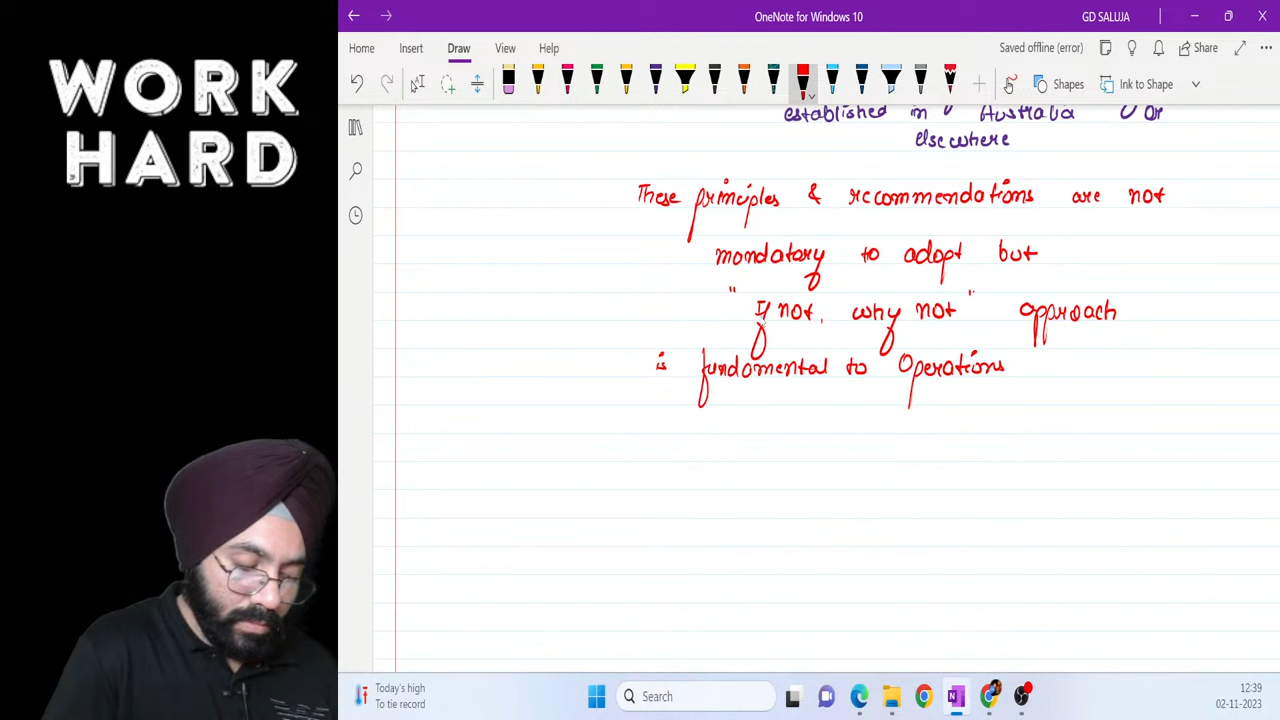 WORK
HARD
OneNote for Windows 10
GD SALUJA
Home
Insert
Draw
View
Help
Saved offline (error)
Share
Shapes
Ink to Shape
established in Australia or
elsewhere
These principles & recommendations are not
mandatory to adopt but
"If not, why not" approach
is fundamental to Operations
Today's high
To tie record
Search
12:39
02-11-2023